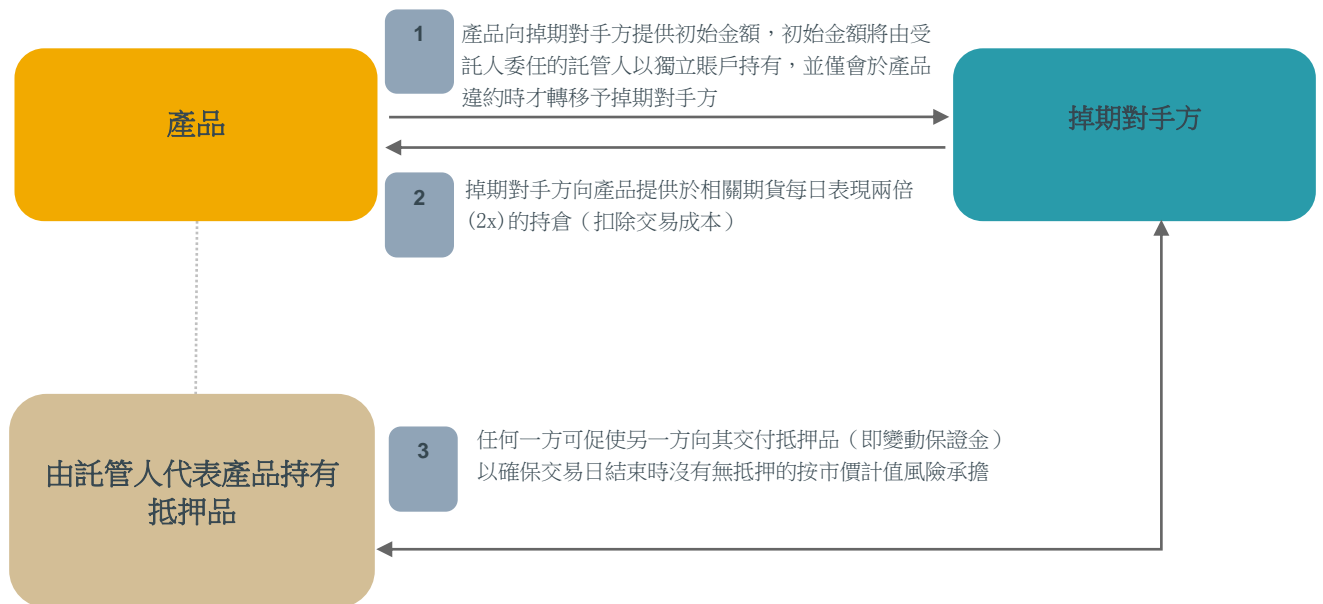 1
產品向掉期對手方提供初始金額，初始金額將由受
託人委任的託管人以獨立賬戶持有，並僅會於產品
違約時才轉移予掉期對手方
產品
掉期對手方
2
掉期對手方向產品提供於相關期貨每日表現兩倍
(2x)的持倉（扣除交易成本）
3
任何一方可促使另一方向其交付抵押品（即變動保證金）
以確保交易日結束時沒有無抵押的按市價計值風險承擔
由託管人代表產品持有
抵押品